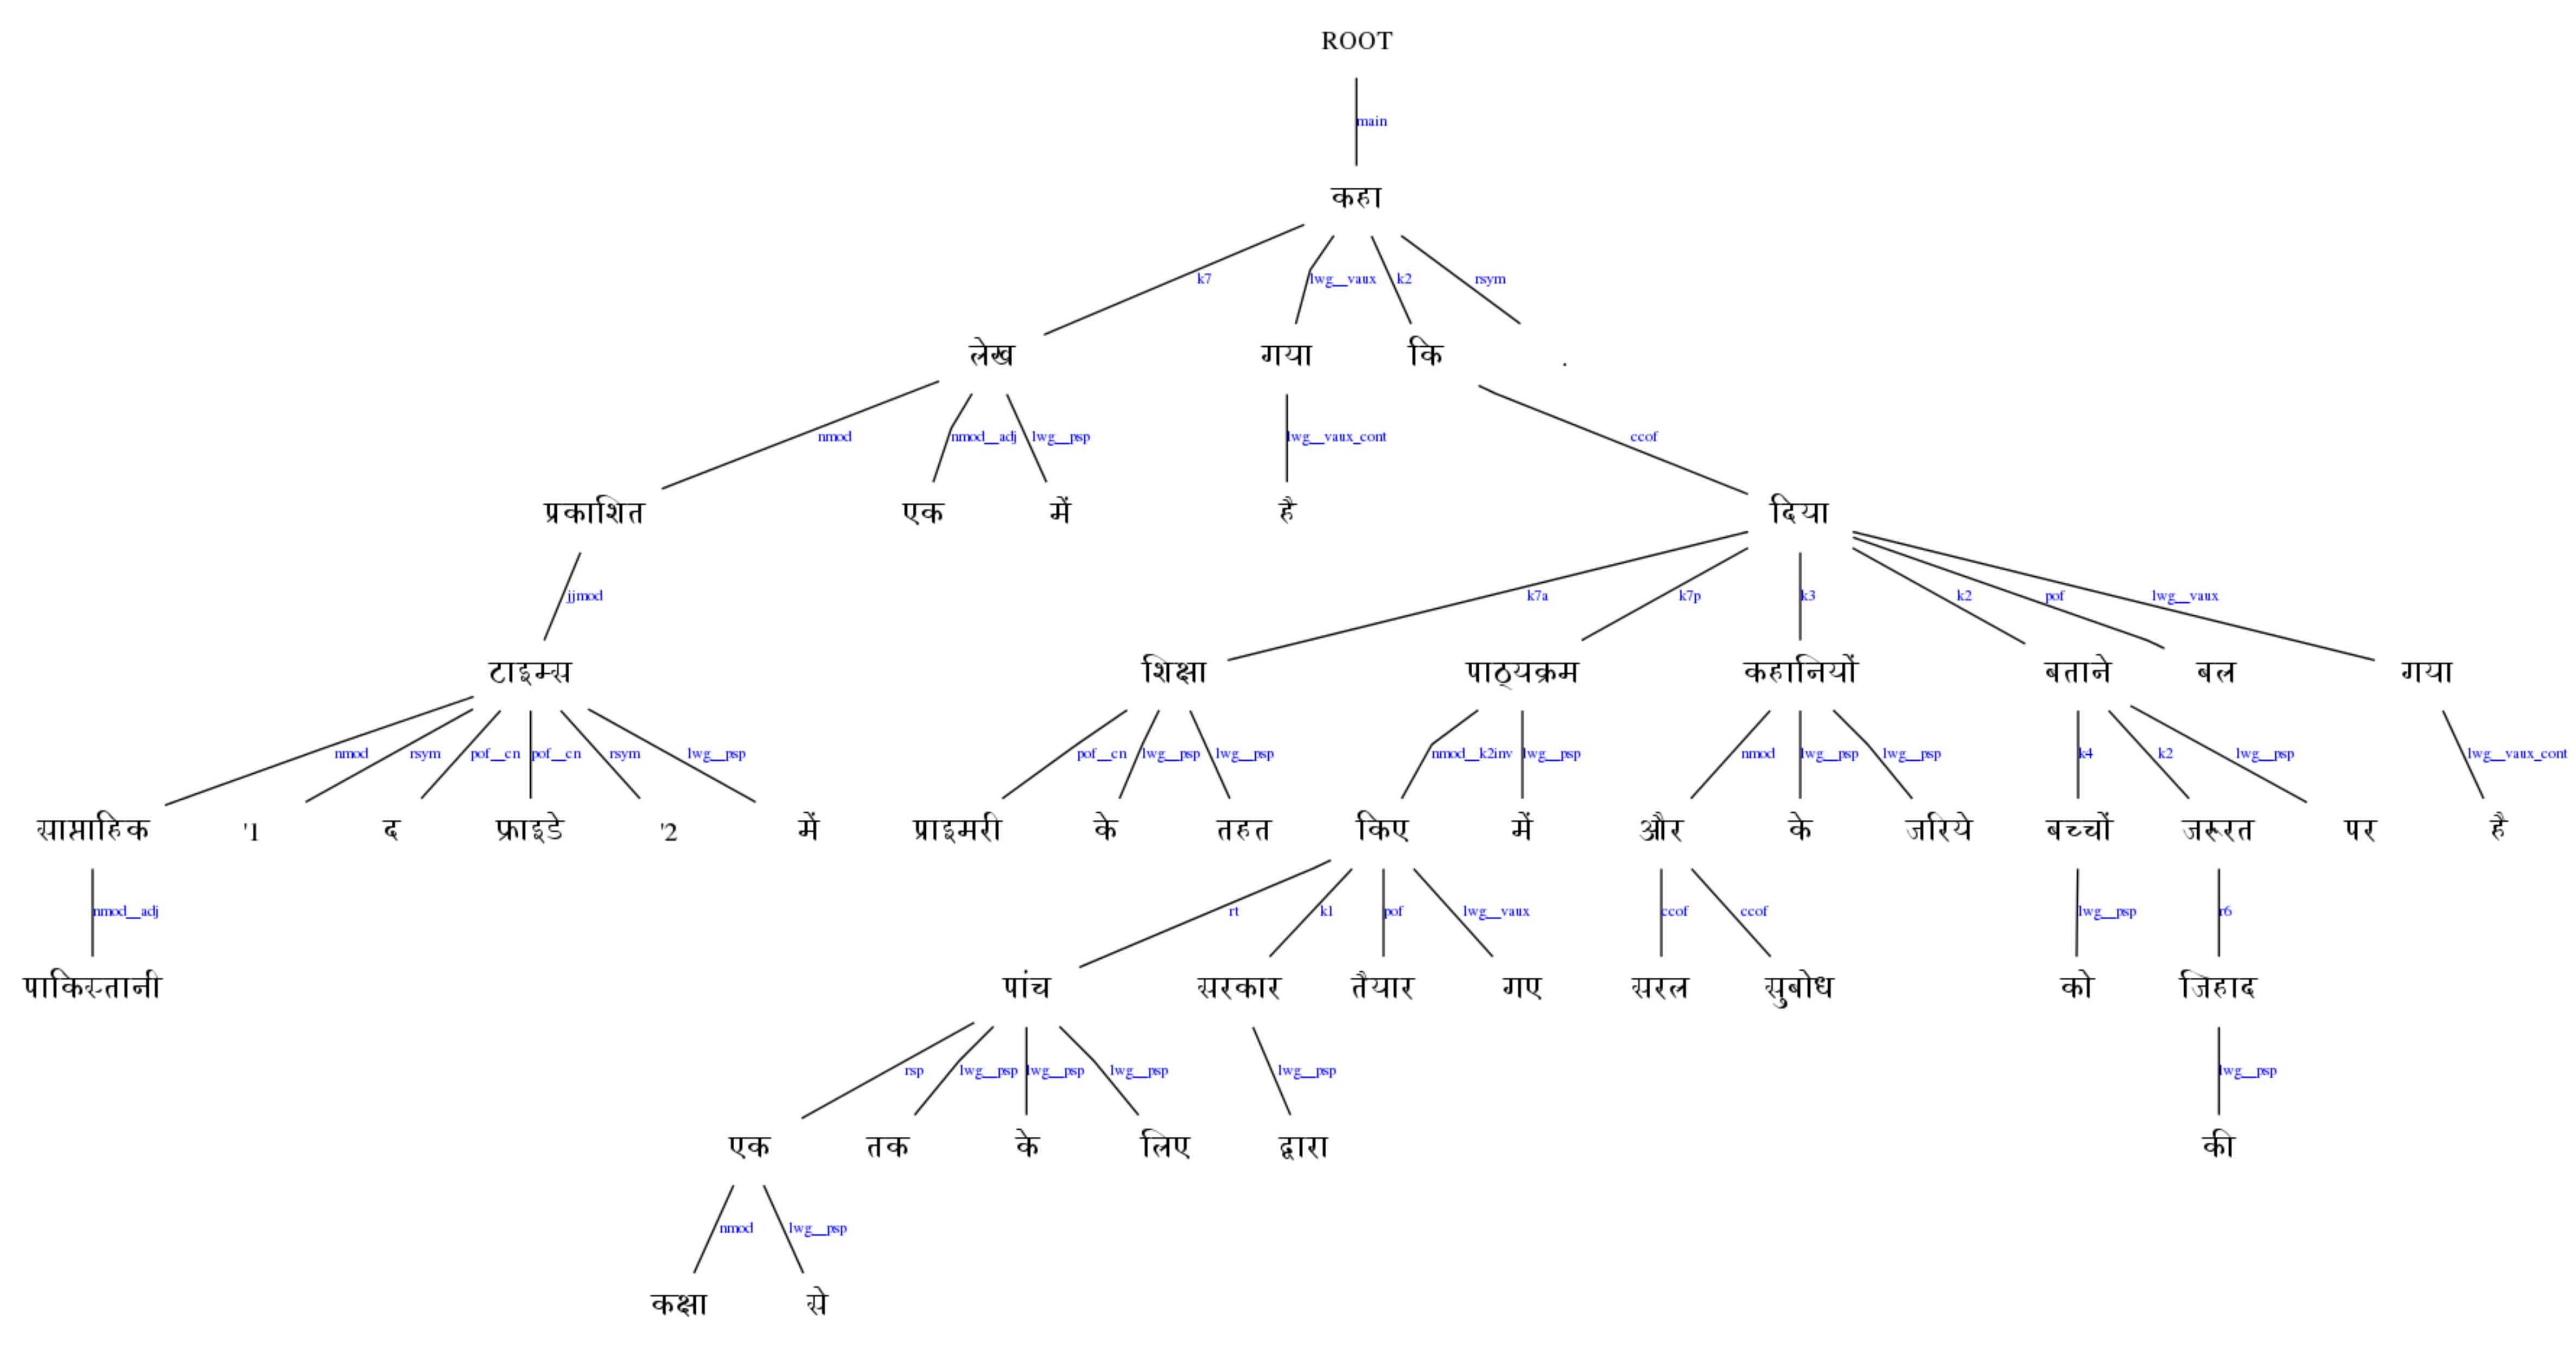 ROOT
main
कहा
k7 lwg__vaux k2 rsym
लेख गया कि .
nmod nmod__adj lwg__psp lwg__vaux_cont ccof
प्रकाशित एक में है दिया
jjmod k7a k7p k3 k2 pof lwg__vaux
टाइम्स शिक्षा पाठ्यक्रम कहानियों बताने बल गया
nmod rsym pof__cn pof__cn rsym lwg__psp pof__cn lwg__psp lwg__psp nmod__k2inv lwg__psp nmod lwg__psp lwg__psp k4 k2 lwg__psp lwg__vaux_cont
साप्ताहिक '1 द फ्राइडे '2 में प्राइमरी के तहत किए में और के जरिये बच्चों जरूरत पर है
nmod__adj rt k1 pof lwg__vaux ccof ccof lwg__psp r6
पाकिस्तानी पांच सरकार तैयार गए सरल सुबोध को जिहाद
rsp lwg__psp lwg__psp lwg__psp lwg__psp lwg__psp
एक तक के लिए द्वारा की
nmod lwg__psp
कक्षा से